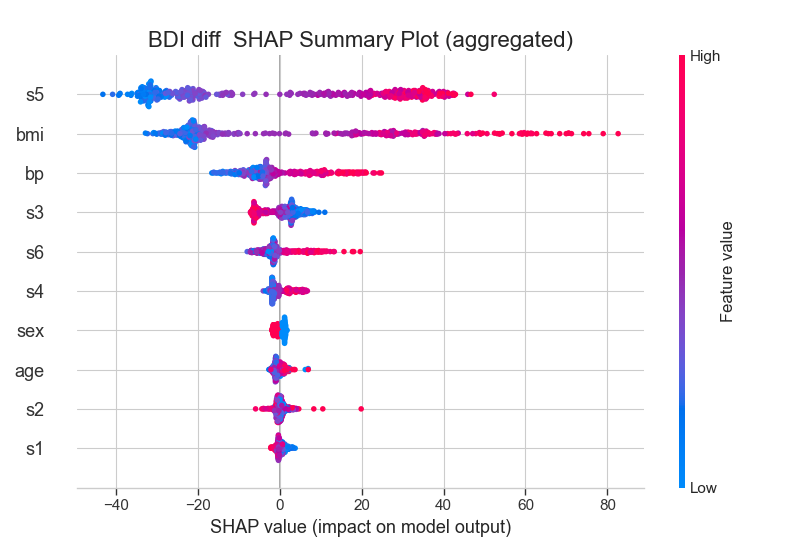 BDI diff  SHAP Summary Plot (aggregated)
High
s5
bmi
bp
s3
s6
s4
sex
age
s2
s1
Feature value
Low
−40 −20 0 20 40 60 80
SHAP value (impact on model output)